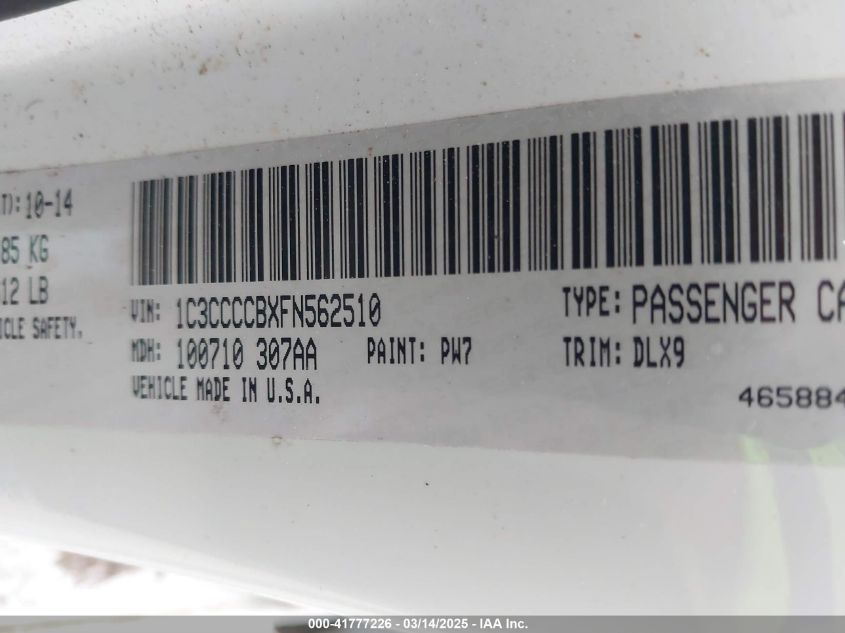 T): 10-14
85 KG
12 LB
ICLE SAFETY.
VIN: 1C3CCCCBXFN562510
TYPE: PASSENGER CA
MDH: 100710 307AA
PAINT: PW7
TRIM: DLX9
VEHICLE MADE IN U.S.A.
465884
000-41777226 - 03/14/2025 - IAA Inc.